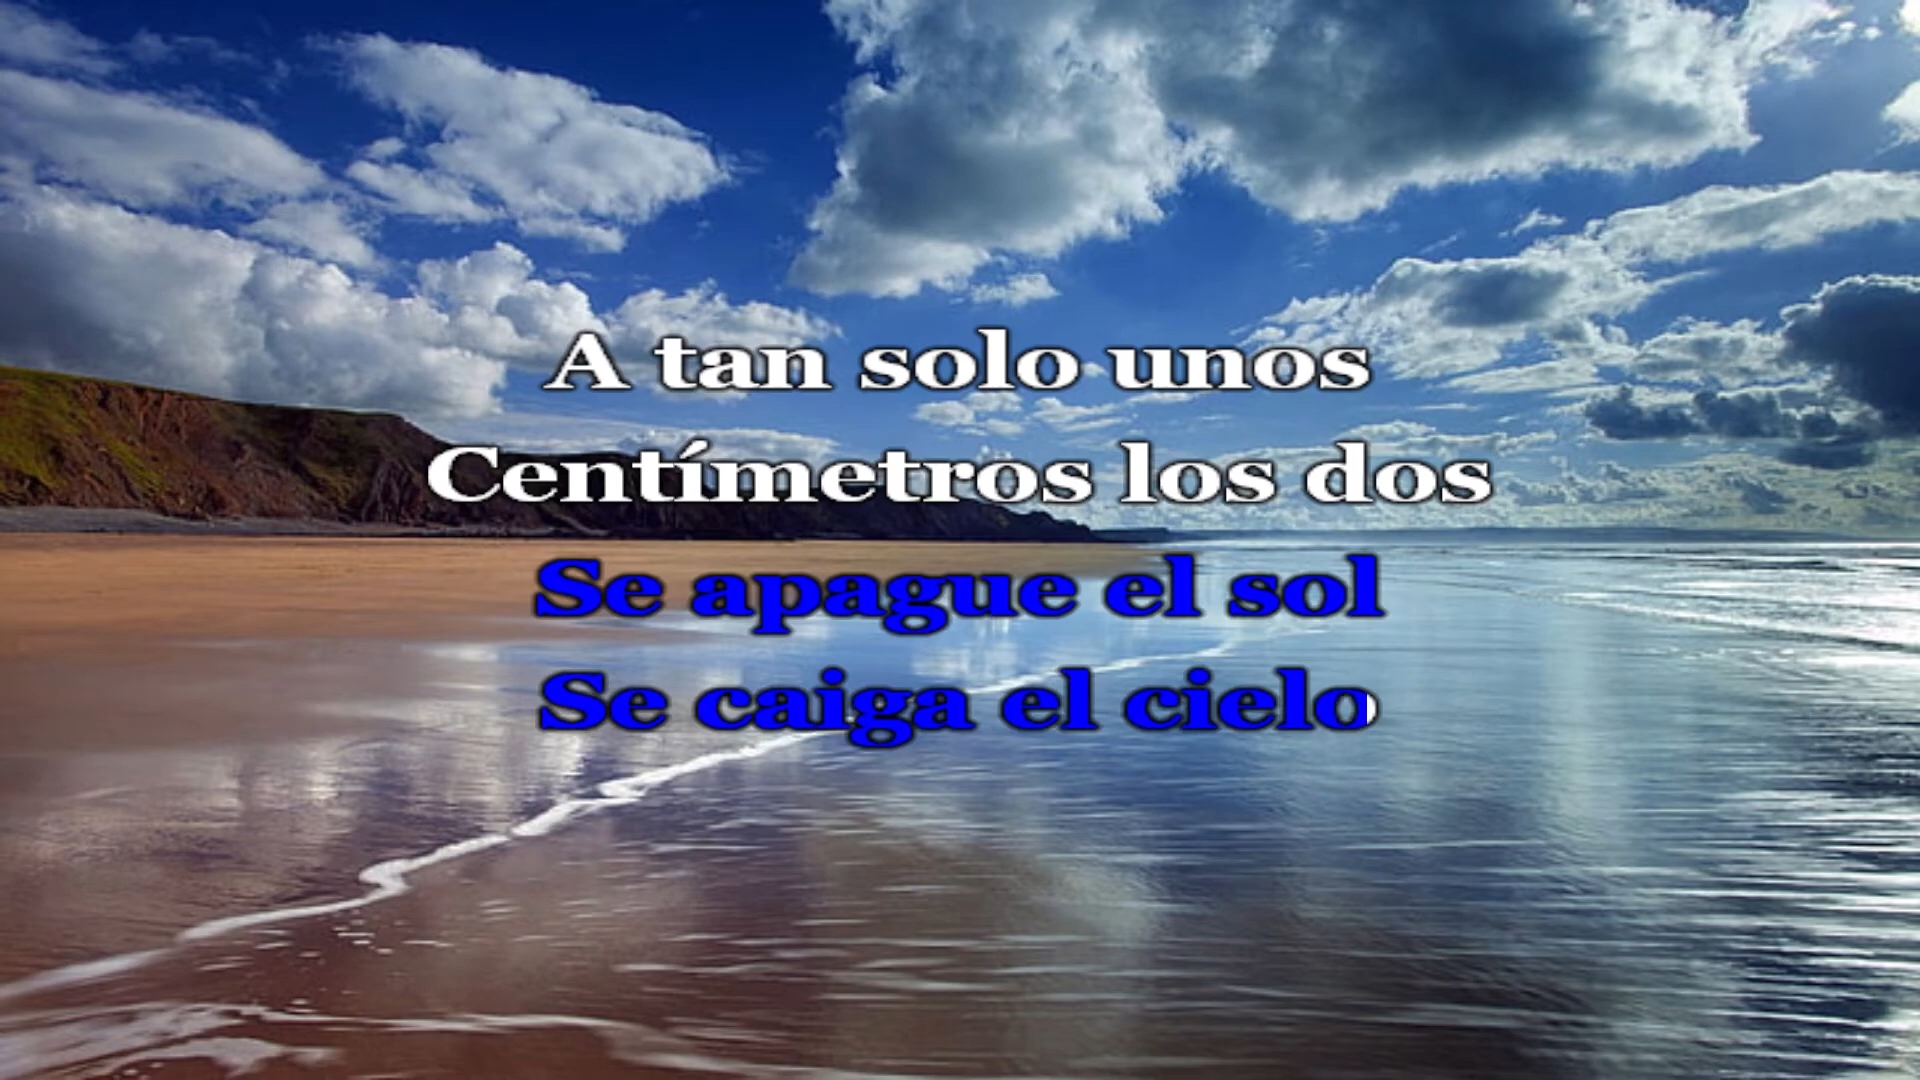 A tan solo unos
Centímetros los dos
Se apague el sol
Se caiga el cielo